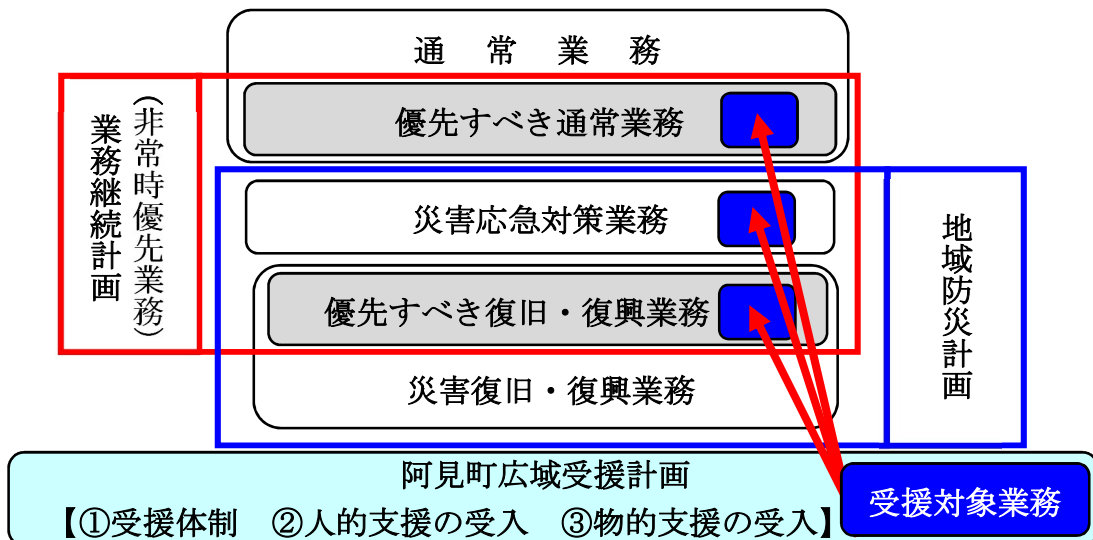 通常業務
優先すべき通常業務
業務継続計画
（非常時優先業務）
災害応急対策業務
優先すべき復旧・復興業務
災害復旧・復興業務
地域防災計画
阿見町広域受援計画
【①受援体制　②人的支援の受入　③物的支援の受入】
受援対象業務